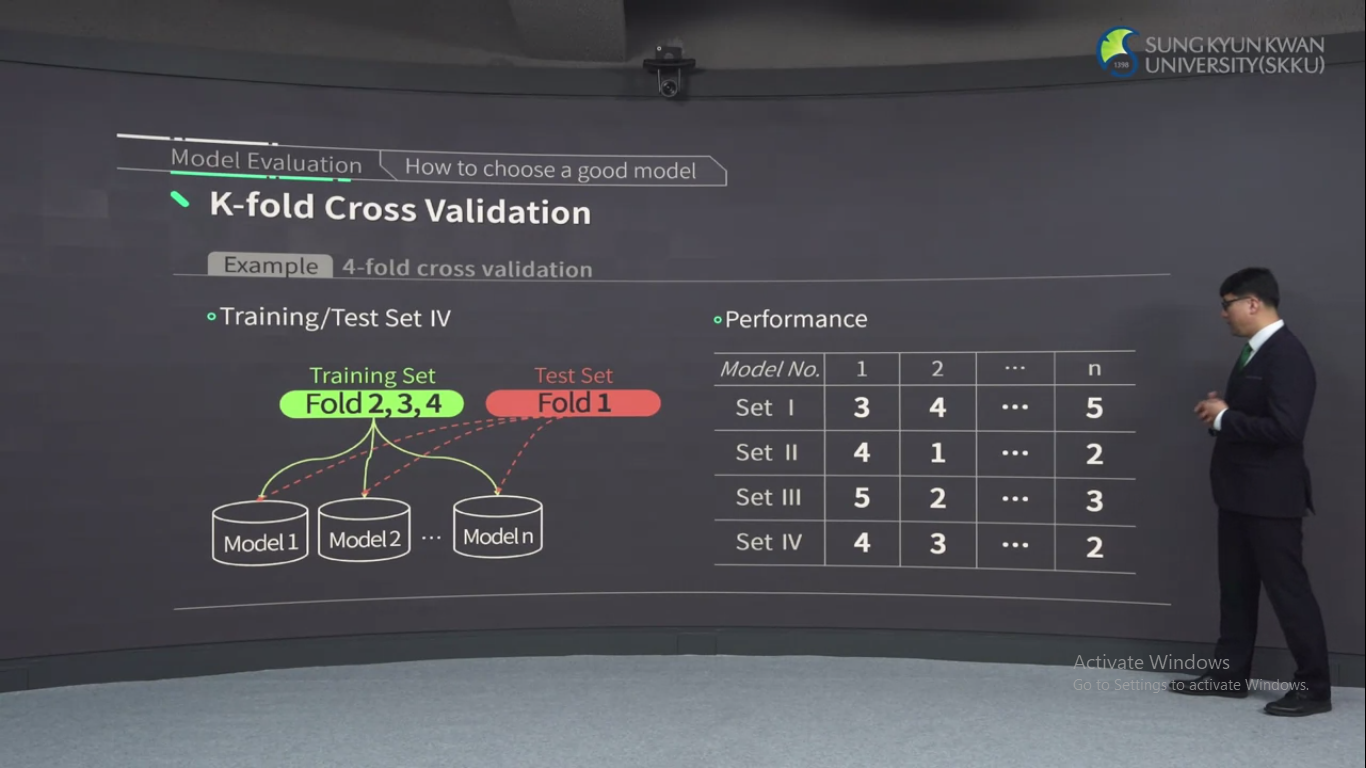 SUNGKYUNKWAN
UNIVERSITY(SKKU)
1398
Model Evaluation How to choose a good model
K-fold Cross Validation
Example 4-fold cross validation
Training/Test Set IV
Training Set Test Set
Fold 2, 3, 4 Fold 1
Model 1 Model 2 ... Model n
Performance
Model No. 1 2 ... n
Set I 3 4 ... 5
Set II 4 1 ... 2
Set III 5 2 ... 3
Set IV 4 3 ... 2
Activate Windows
Go to Settings to activate Windows.